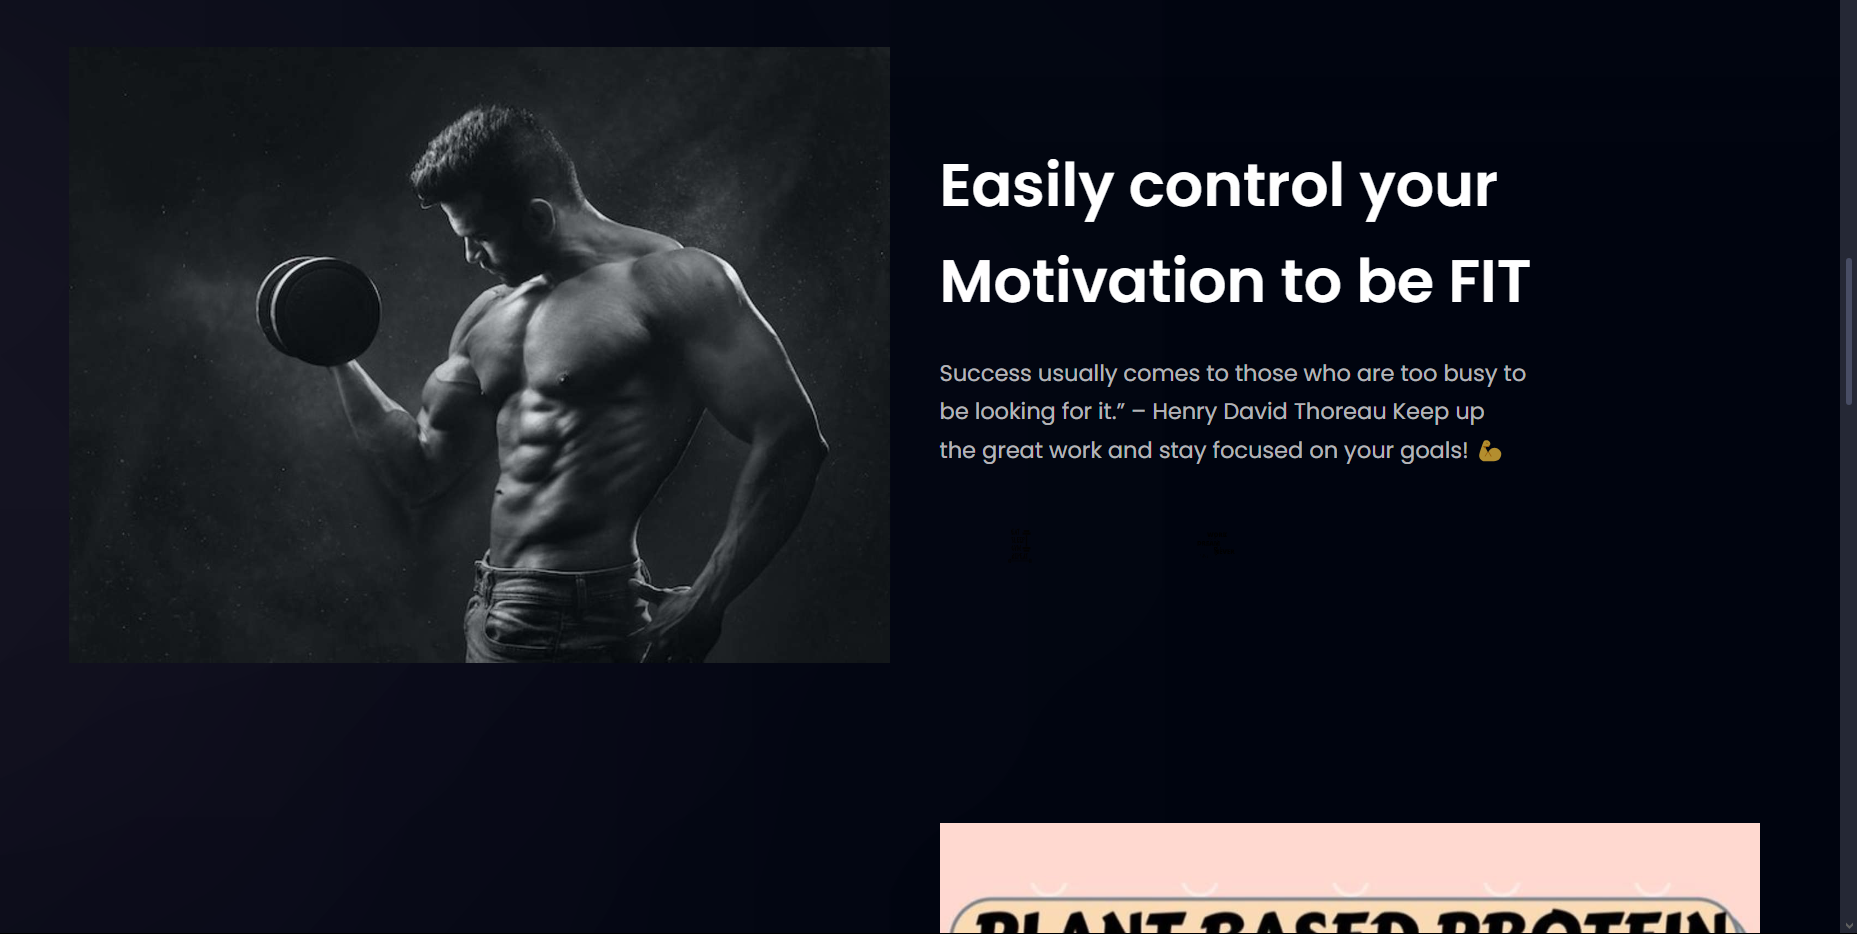 Easily control your
Motivation to be FIT
Success usually comes to those who are too busy to
be looking for it.” – Henry David Thoreau Keep up
the great work and stay focused on your goals! 💪
PLANT BASED PROTEIN